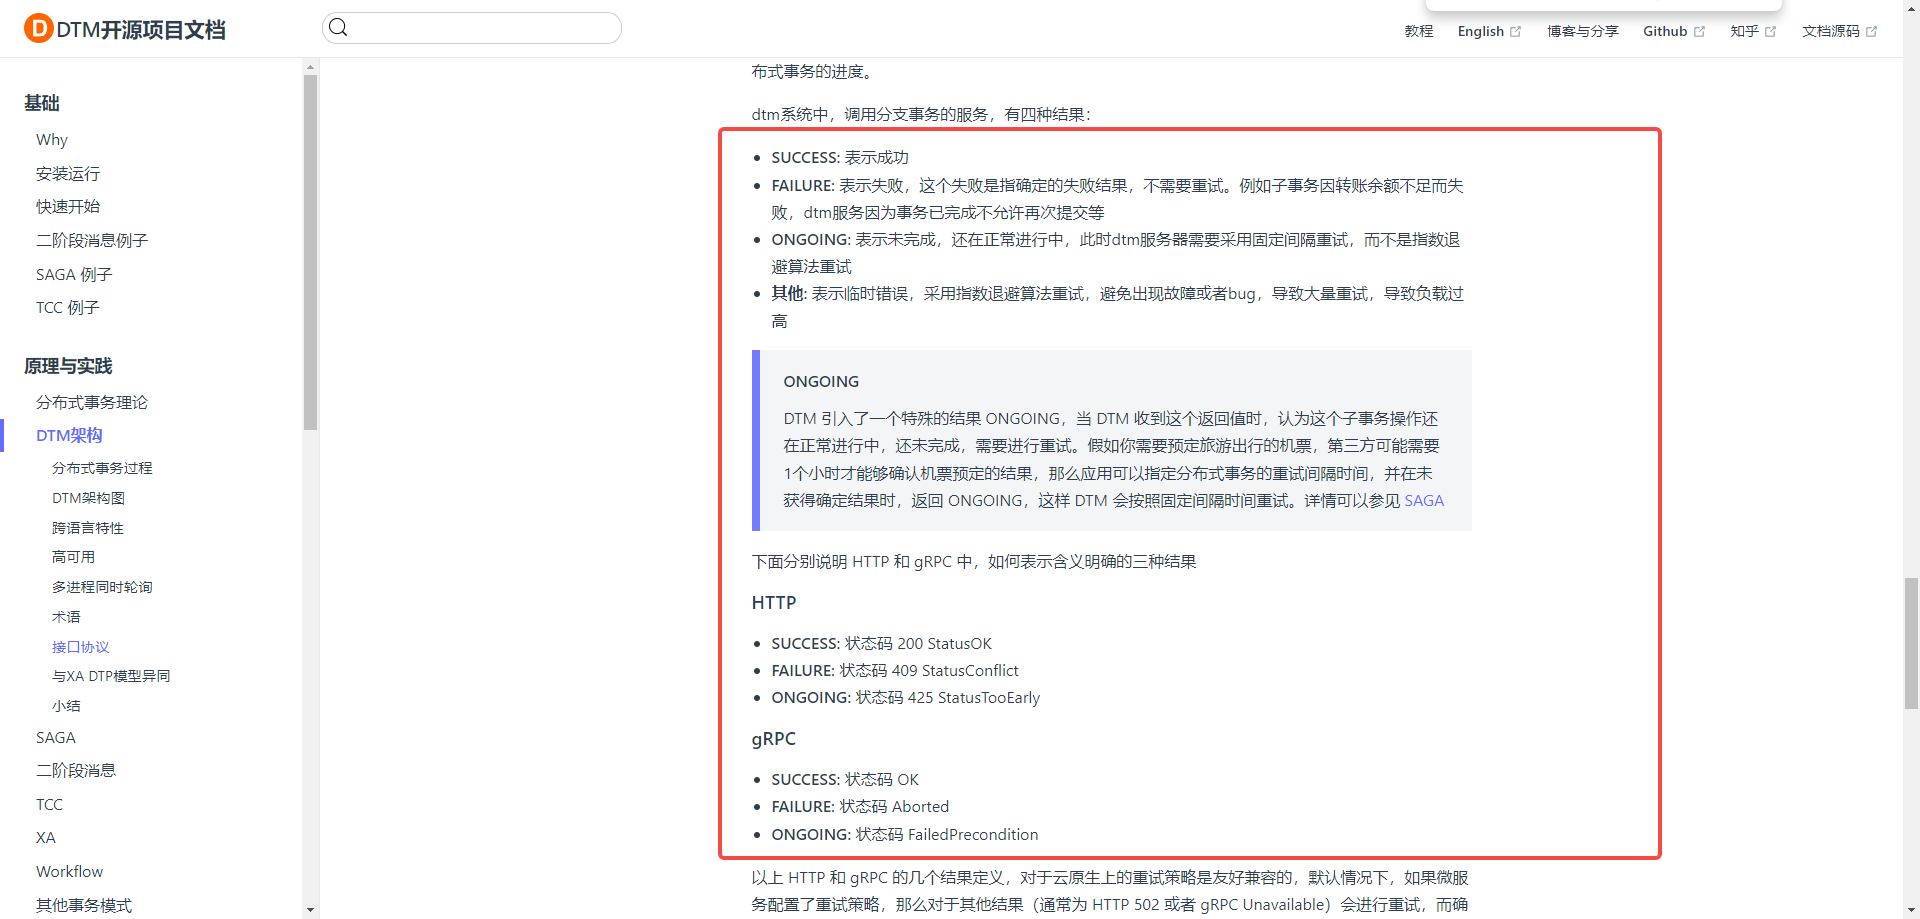 DTM开源项目文档
教程
English
博客与分享
Github
知乎
文档源码
基础
Why
安装运行
快速开始
二阶段消息例子
SAGA 例子
TCC 例子
原理与实践
分布式事务理论
DTM架构
分布式事务过程
DTM架构图
跨语言特性
高可用
多进程同时轮询
术语
接口协议
与XA DTP模型异同
小结
SAGA
二阶段消息
TCC
XA
Workflow
其他事务模式
布式事务的进度。
dtm系统中，调用分支事务的服务，有四种结果：
SUCCESS: 表示成功
FAILURE: 表示失败，这个失败是指确定的失败结果，不需要重试。例如子事务因转账余额不足而失
败，dtm服务因为事务已完成不允许再次提交等
ONGOING: 表示未完成，还在正常进行中，此时dtm服务器需要采用固定间隔重试，而不是指数退
避算法重试
其他: 表示临时错误，采用指数退避算法重试，避免出现故障或者bug，导致大量重试，导致负载过
高
ONGOING
DTM 引入了一个特殊的结果 ONGOING，当 DTM 收到这个返回值时，认为这个子事务操作还
在正常进行中，还未完成，需要进行重试。假如你需要预定旅游出行的机票，第三方可能需要
1个小时才能够确认机票预定的结果，那么应用可以指定分布式事务的重试间隔时间，并在未
获得确定结果时，返回 ONGOING，这样 DTM 会按照固定间隔时间重试。详情可以参见 SAGA
下面分别说明 HTTP 和 gRPC 中，如何表示含义明确的三种结果
HTTP
SUCCESS: 状态码 200 StatusOK
FAILURE: 状态码 409 StatusConflict
ONGOING: 状态码 425 StatusTooEarly
gRPC
SUCCESS: 状态码 OK
FAILURE: 状态码 Aborted
ONGOING: 状态码 FailedPrecondition
以上 HTTP 和 gRPC 的几个结果定义，对于云原生上的重试策略是友好兼容的，默认情况下，如果微服
务配置了重试策略，那么对于其他结果（通常为 HTTP 502 或者 gRPC Unavailable）会进行重试，而确